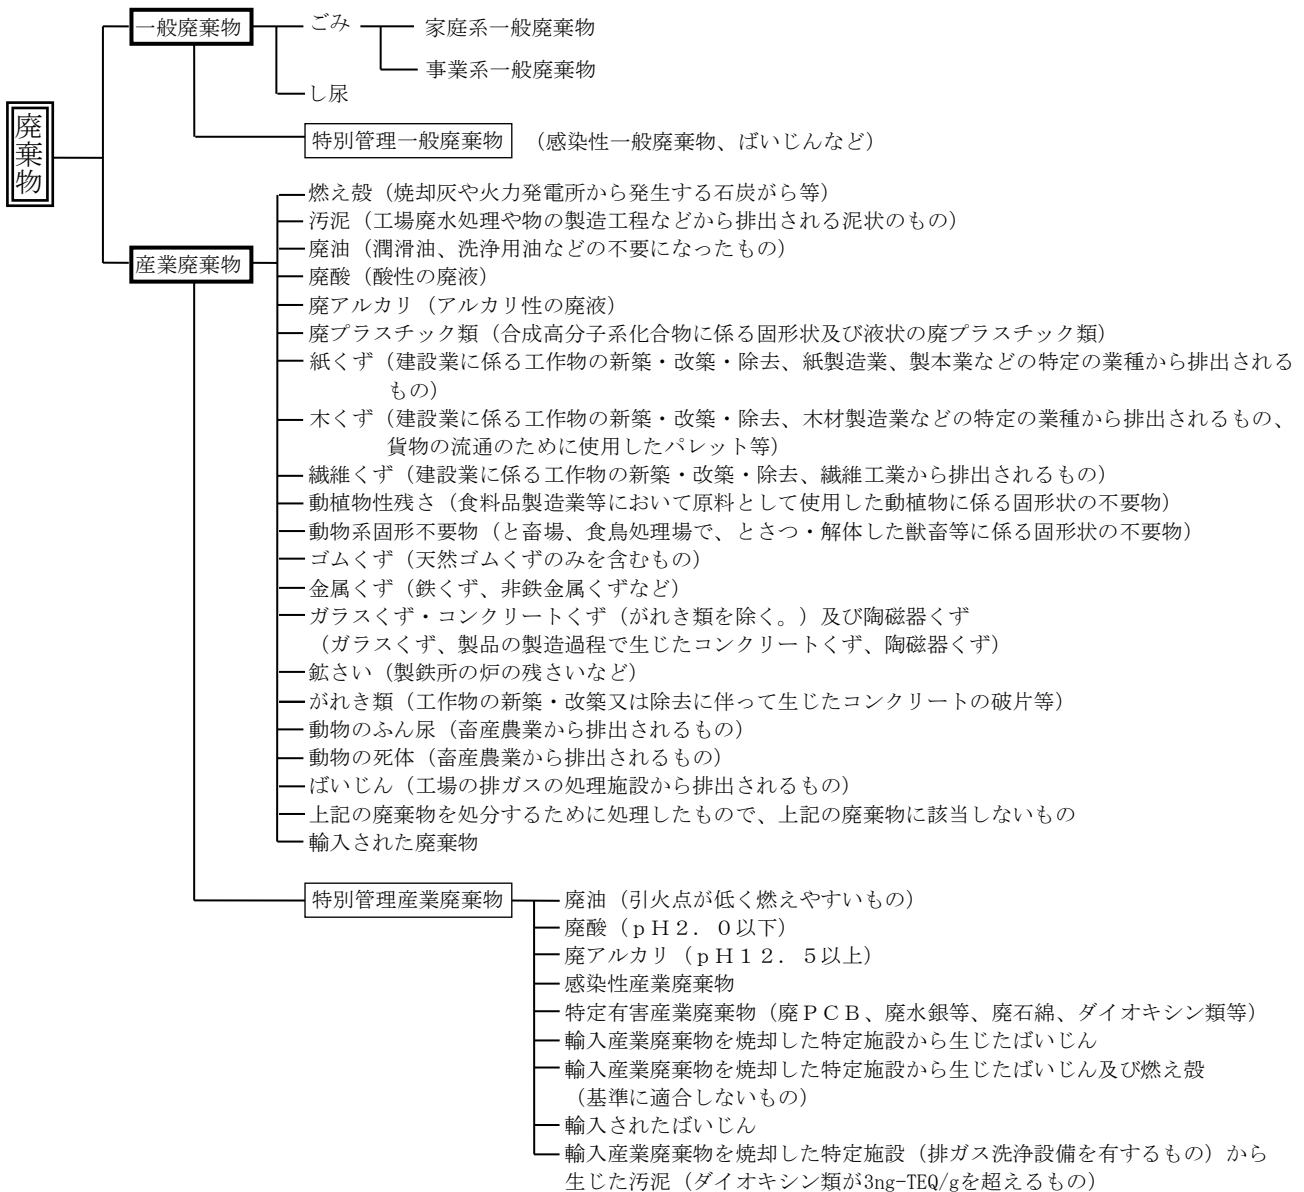 廃棄物
一般廃棄物
ごみ
家庭系一般廃棄物
事業系一般廃棄物
し尿
特別管理一般廃棄物
（感染性一般廃棄物、ばいじんなど）
産業廃棄物
燃え殻（焼却灰や火力発電所から発生する石炭がら等）
汚泥（工場廃水処理や物の製造工程などから排出される泥状のもの）
廃油（潤滑油、洗浄用油などの不要になったもの）
廃酸（酸性の廃液）
廃アルカリ（アルカリ性の廃液）
廃プラスチック類（合成高分子系化合物に係る固形状及び液状の廃プラスチック類）
紙くず（建設業に係る工作物の新築・改築・除去、紙製造業、製本業などの特定の業種から排出される
もの）
木くず（建設業に係る工作物の新築・改築・除去、木材製造業などの特定の業種から排出されるもの、
貨物の流通のために使用したパレット等）
繊維くず（建設業に係る工作物の新築・改築・除去、繊維工業から排出されるもの）
動植物性残さ（食料品製造業等において原料として使用した動植物に係る固形状の不要物）
動物系固形不要物（と畜場、食鳥処理場で、とさつ・解体した獣畜等に係る固形状の不要物）
ゴムくず（天然ゴムくずのみを含むもの）
金属くず（鉄くず、非鉄金属くずなど）
ガラスくず・コンクリートくず（がれき類を除く。）及び陶磁器くず
（ガラスくず、製品の製造過程で生じたコンクリートくず、陶磁器くず）
鉱さい（製鉄所の炉の残さいなど）
がれき類（工作物の新築・改築又は除去に伴って生じたコンクリートの破片等）
動物のふん尿（畜産農業から排出されるもの）
動物の死体（畜産農業から排出されるもの）
ばいじん（工場の排ガスの処理施設から排出されるもの）
上記の廃棄物を処分するために処理したもので、上記の廃棄物に該当しないもの
輸入された廃棄物
特別管理産業廃棄物
廃油（引火点が低く燃えやすいもの）
廃酸（ｐＨ２．０以下）
廃アルカリ（ｐＨ１２．５以上）
感染性産業廃棄物
特定有害産業廃棄物（廃ＰＣＢ、廃水銀等、廃石綿、ダイオキシン類等）
輸入産業廃棄物を焼却した特定施設から生じたばいじん
輸入産業廃棄物を焼却した特定施設から生じたばいじん及び燃え殻
（基準に適合しないもの）
輸入されたばいじん
輸入産業廃棄物を焼却した特定施設（排ガス洗浄設備を有するもの）から
生じた汚泥（ダイオキシン類が3ng-TEQ/gを超えるもの）